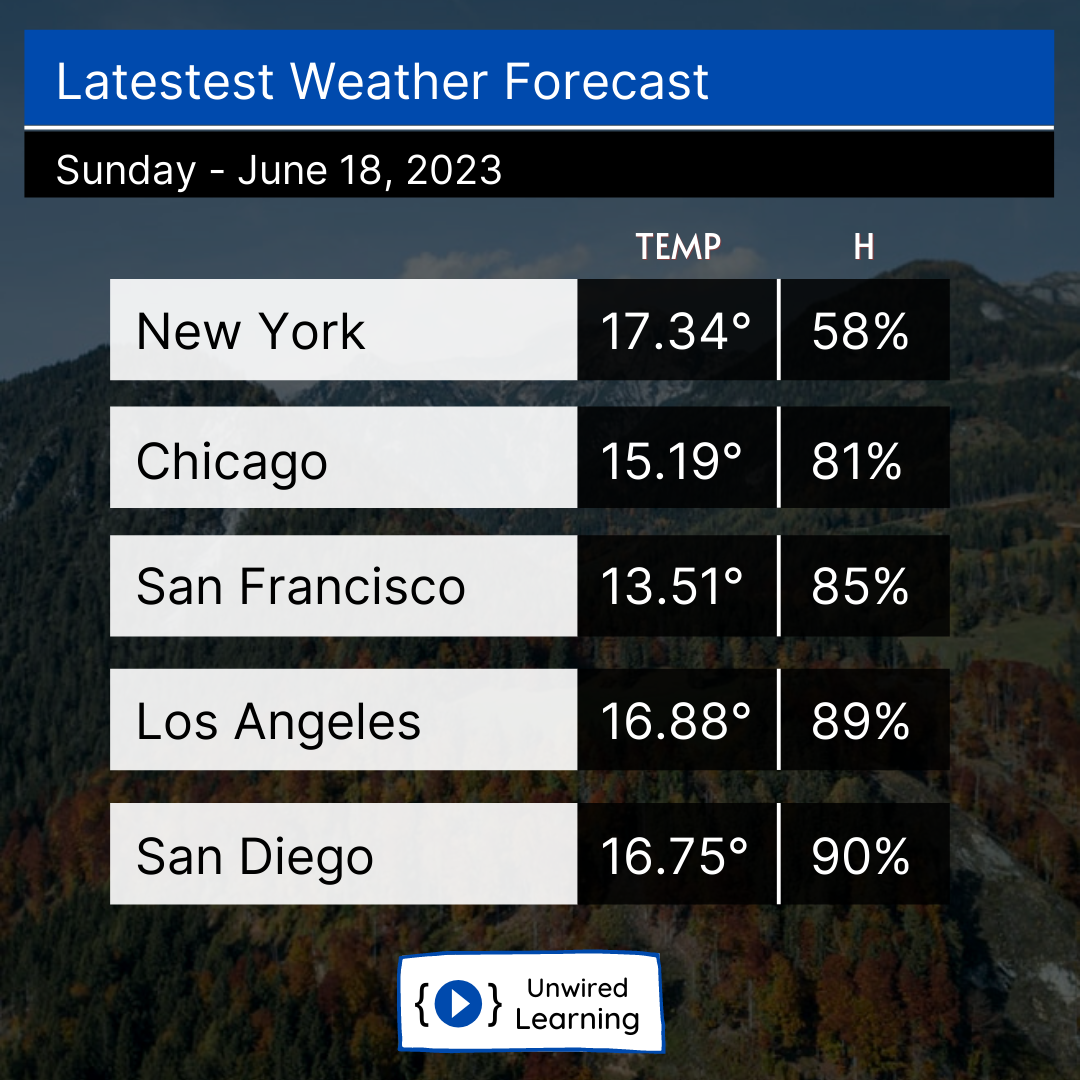 Latestest Weather Forecast
Sunday - June 18, 2023
TEMP H
New York 17.34° 58%
Chicago 15.19° 81%
San Francisco 13.51° 85%
Los Angeles 16.88° 89%
San Diego 16.75° 90%
{ } Unwired
Learning